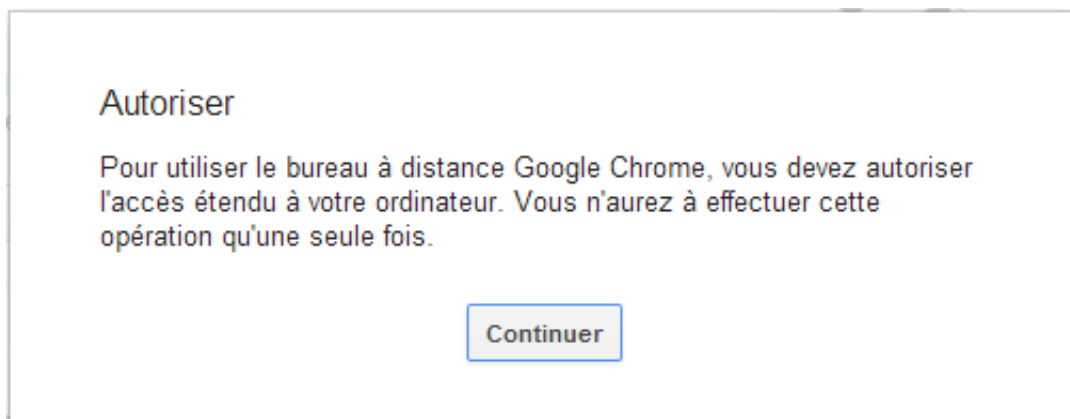 Autoriser
Pour utiliser le bureau à distance Google Chrome, vous devez autoriser
l'accès étendu à votre ordinateur. Vous n'aurez à effectuer cette
opération qu'une seule fois.
Continuer